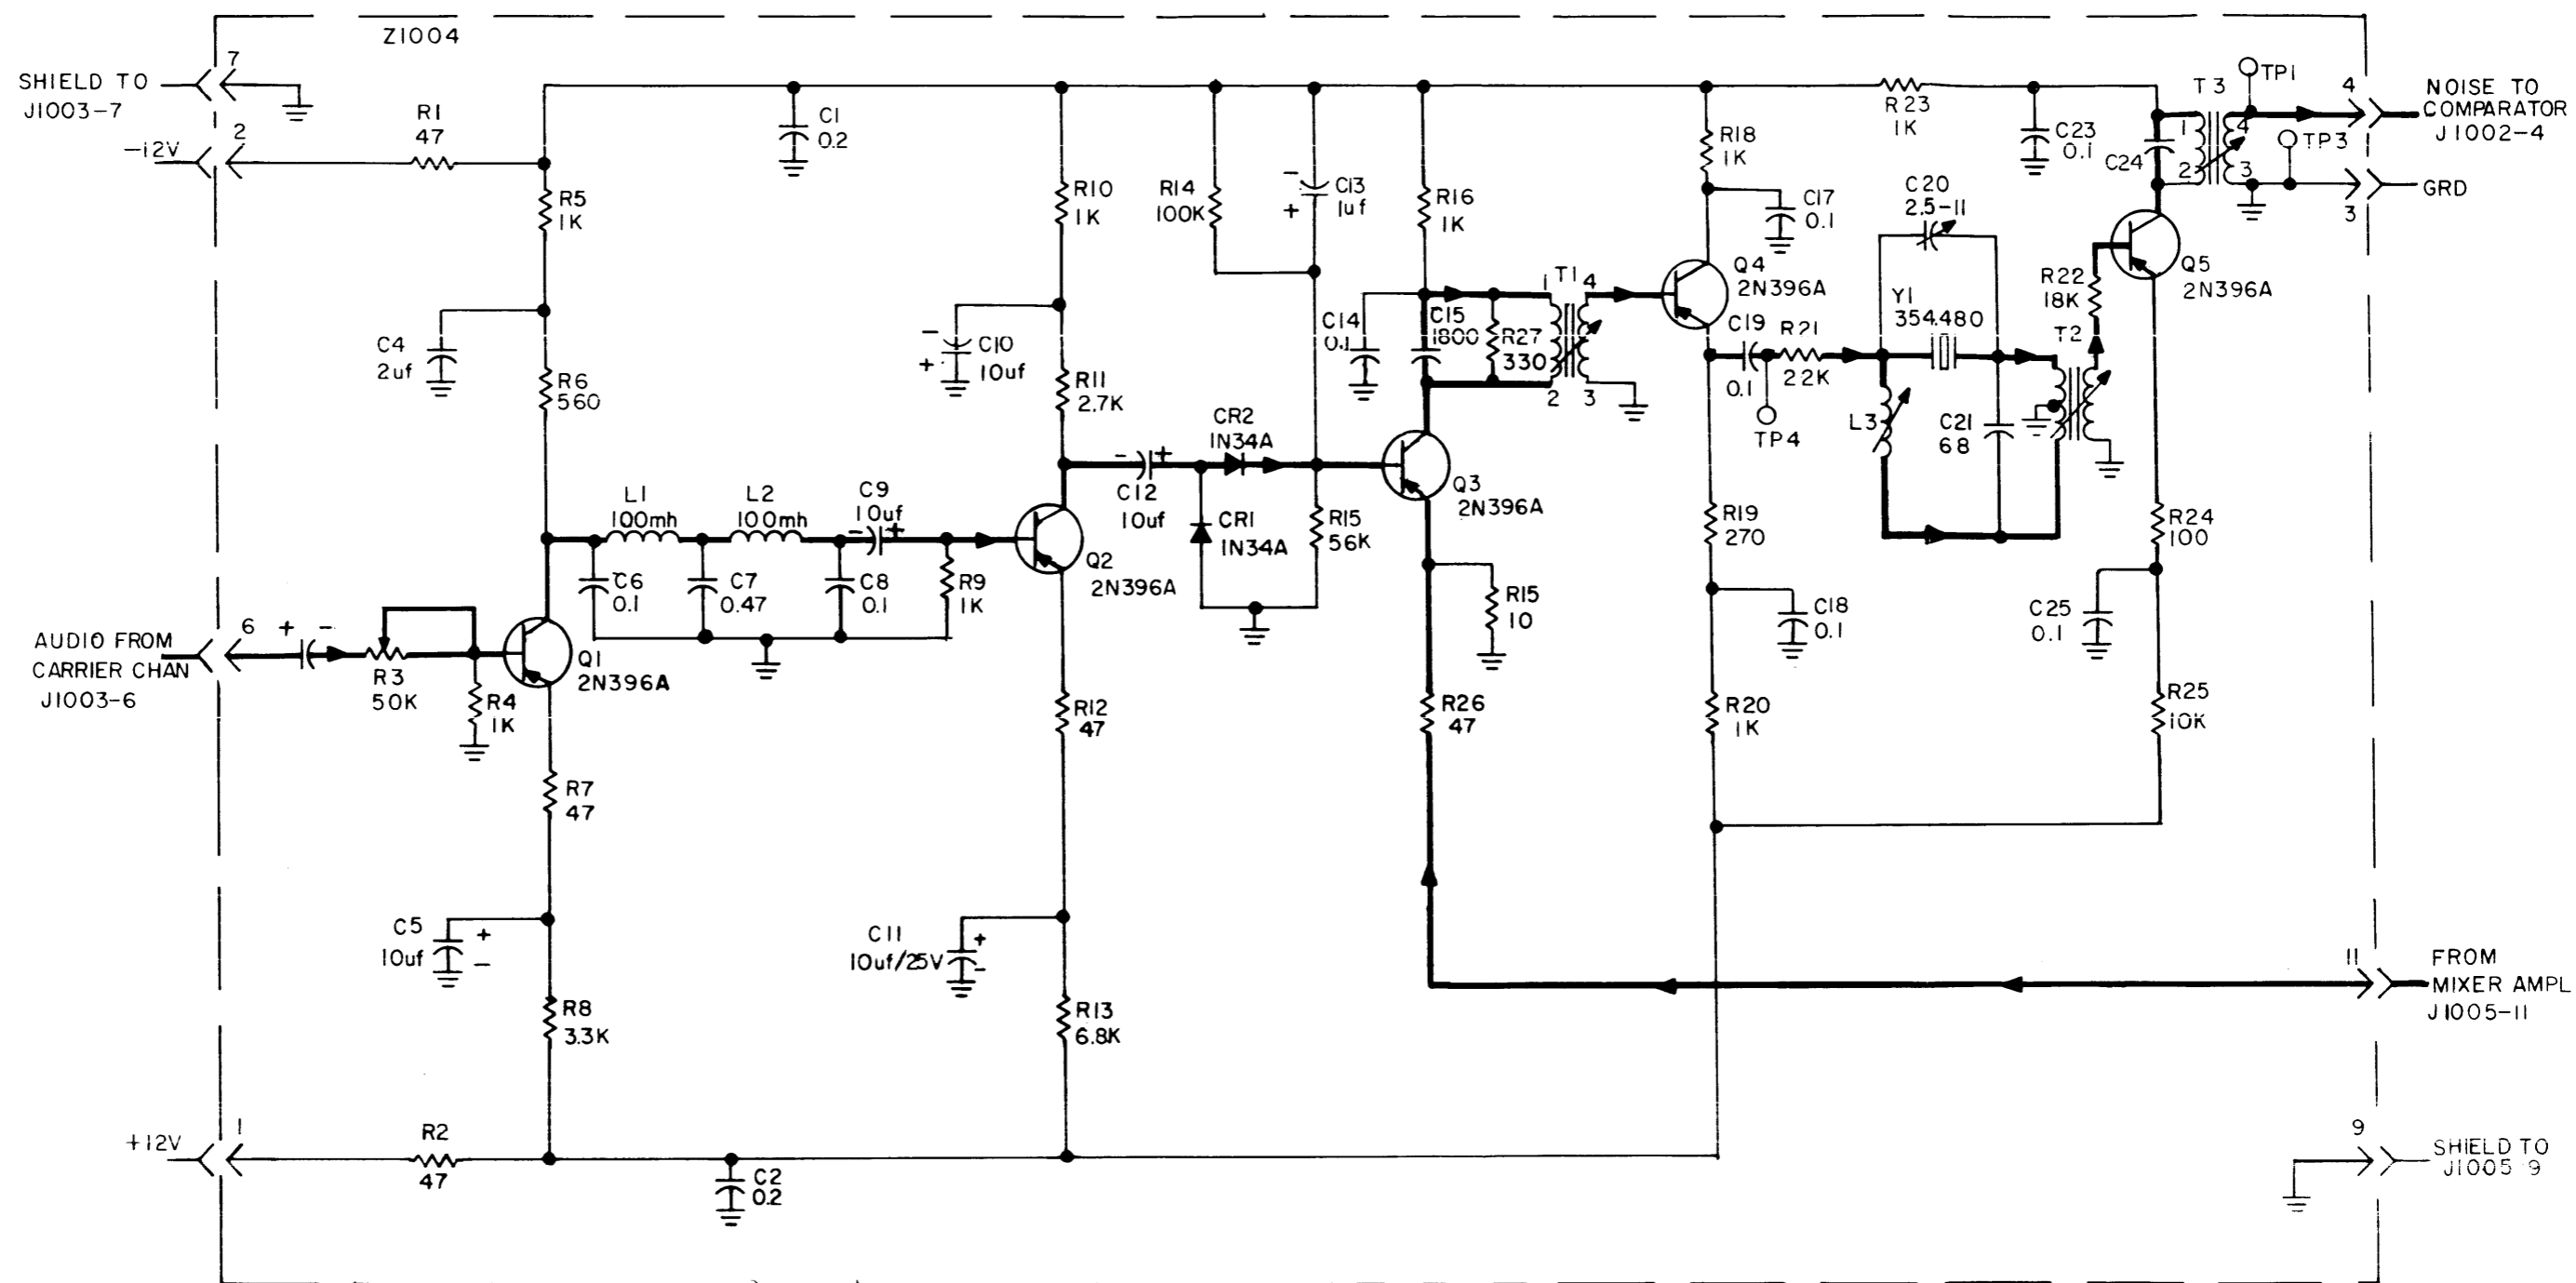 Z1004
SHIELD TO
J1003-7
7
-12V
2
R1
47
C1
0.2
R5
1K
C4
2uf
R6
560
R10
1K
-
+
C10
10uf
R11
2.7K
R14
100K
-
+
C13
1uf
R16
1K
C14
0.1
C15
1800
R27
330
1
T1
4
2
3
R18
1K
C17
0.1
Q4
2N396A
R23
1K
C23
0.1
C24
T3
1
4
2
3
TP1
TP3
4
NOISE TO
COMPARATOR
J1002-4
3
GRD
C20
2.5-11
Y1
354.480
C19
0.1
R21
22K
TP4
L3
C21
68
T2
R22
18K
Q5
2N396A
L1
100mh
L2
100mh
C9
10uf
-
+
C6
0.1
C7
0.47
C8
0.1
R9
1K
Q2
2N396A
-
+
C12
10uf
CR2
1N34A
CR1
1N34A
R15
56K
Q3
2N396A
R15
10
R19
270
C18
0.1
R24
100
C25
0.1
AUDIO FROM
CARRIER CHAN
J1003-6
6
+
-
R3
50K
R4
1K
Q1
2N396A
R7
47
R12
47
R26
47
R20
1K
R25
10K
C5
10uf
+
-
C11
10uf/25V
+
-
R8
3.3K
R13
6.8K
11
FROM
MIXER AMPL
J1005-11
+12V
1
R2
47
C2
0.2
9
SHIELD TO
J1005 9